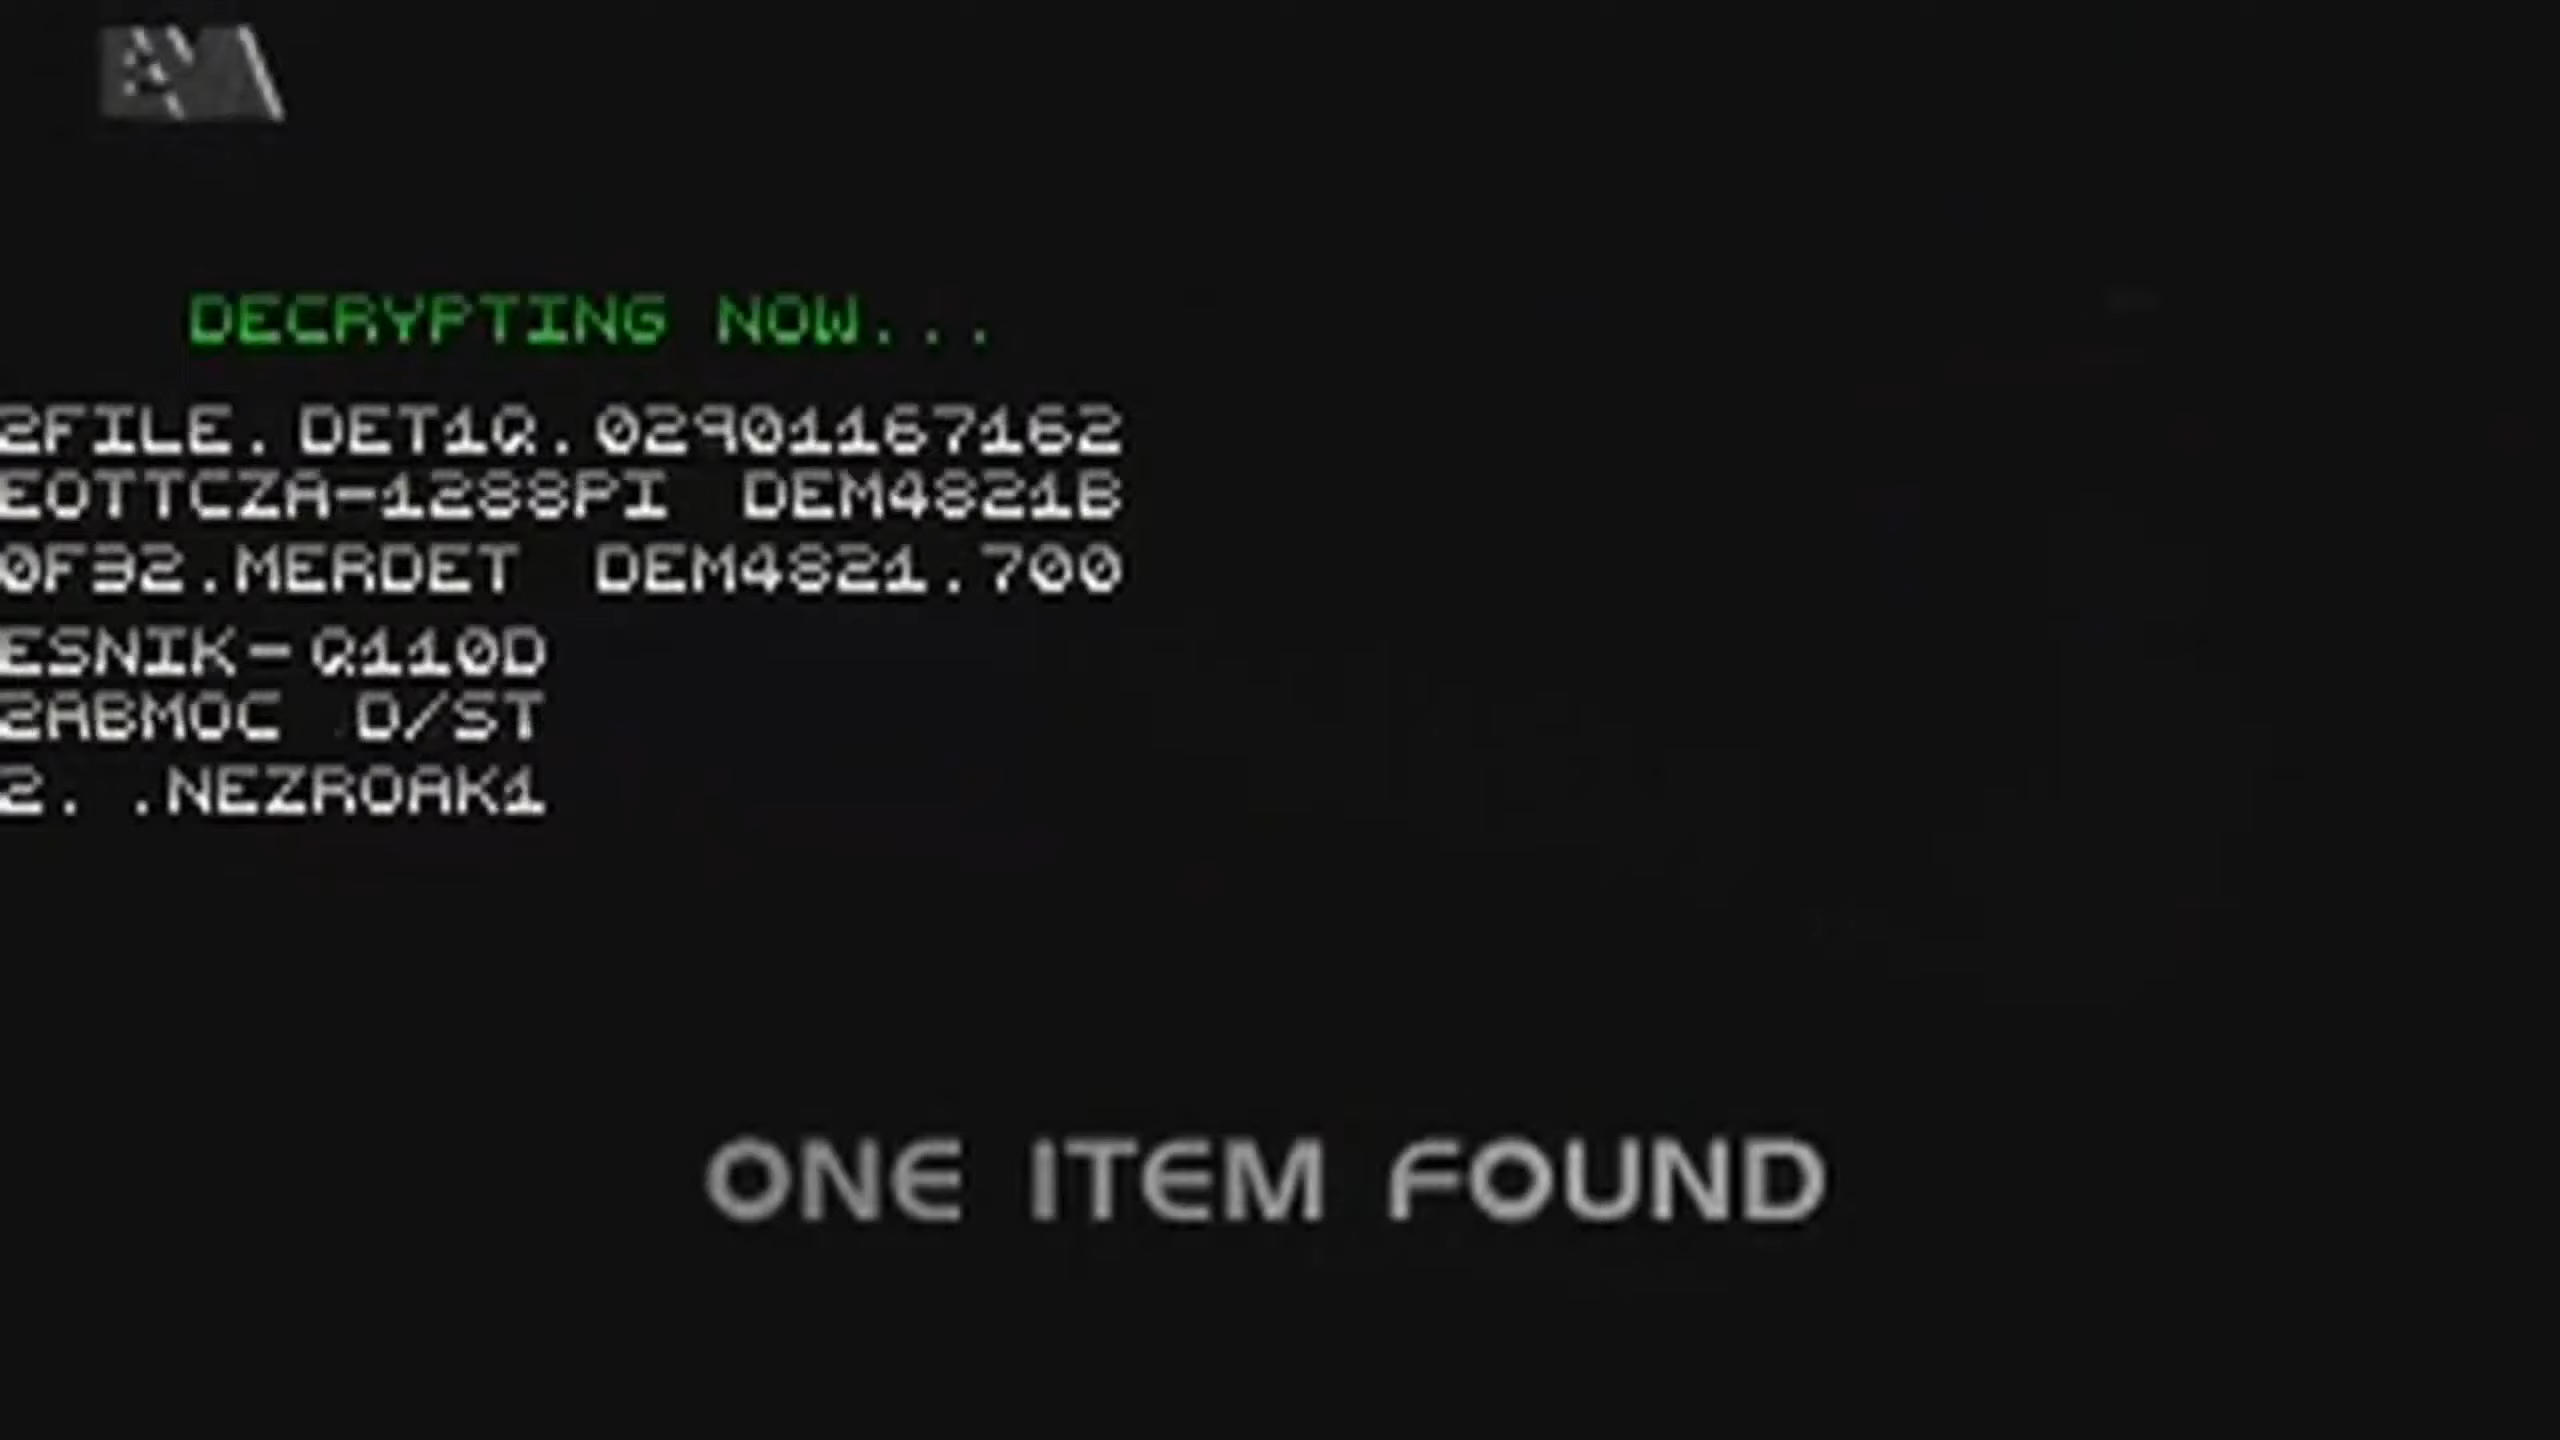 EVA
DECRYPTING NOW...
2FILE.DET1Q.02901167162
EOTTCZA-1288PI DEM4821B
0F32.MERDET DEM4821.700
ESNIK-Q110D
2ABMOC D/ST
2. .NEZROAK1
ONE ITEM FOUND